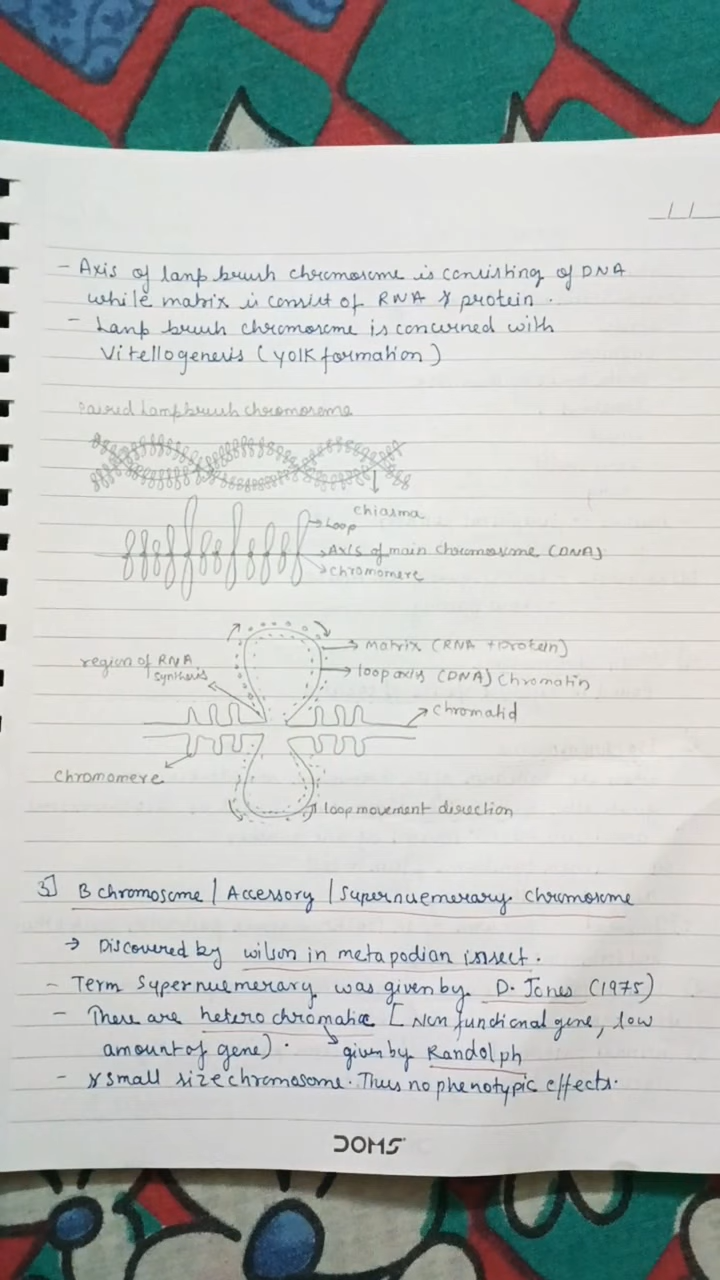 - Axis of lamp brush chromosome is consisting of DNA
while matrix is consist of RNA & protein.
- Lamp brush chromosome is concerned with
Vitellogenesis (yolk formation)
paired lampbrush chromosome
chiasma
Loop
Axis of main chromosome (DNA)
chromomere
Matrix (RNA + protein)
region of RNA
synthesis
loop axis (DNA) Chromatin
chromatid
chromomere
loop movement direction
3] B chromosome / Accessory / Supernuemerary chromosome
→ Discovered by wilson in metapodian insect.
- Term Supernuemerary was given by D. Jones (1975)
- There are heterochromatic [Non functional gene, low
amount of gene). given by Randolph
- & small size chromosome. Thus no phenotypic effects.
DOMS